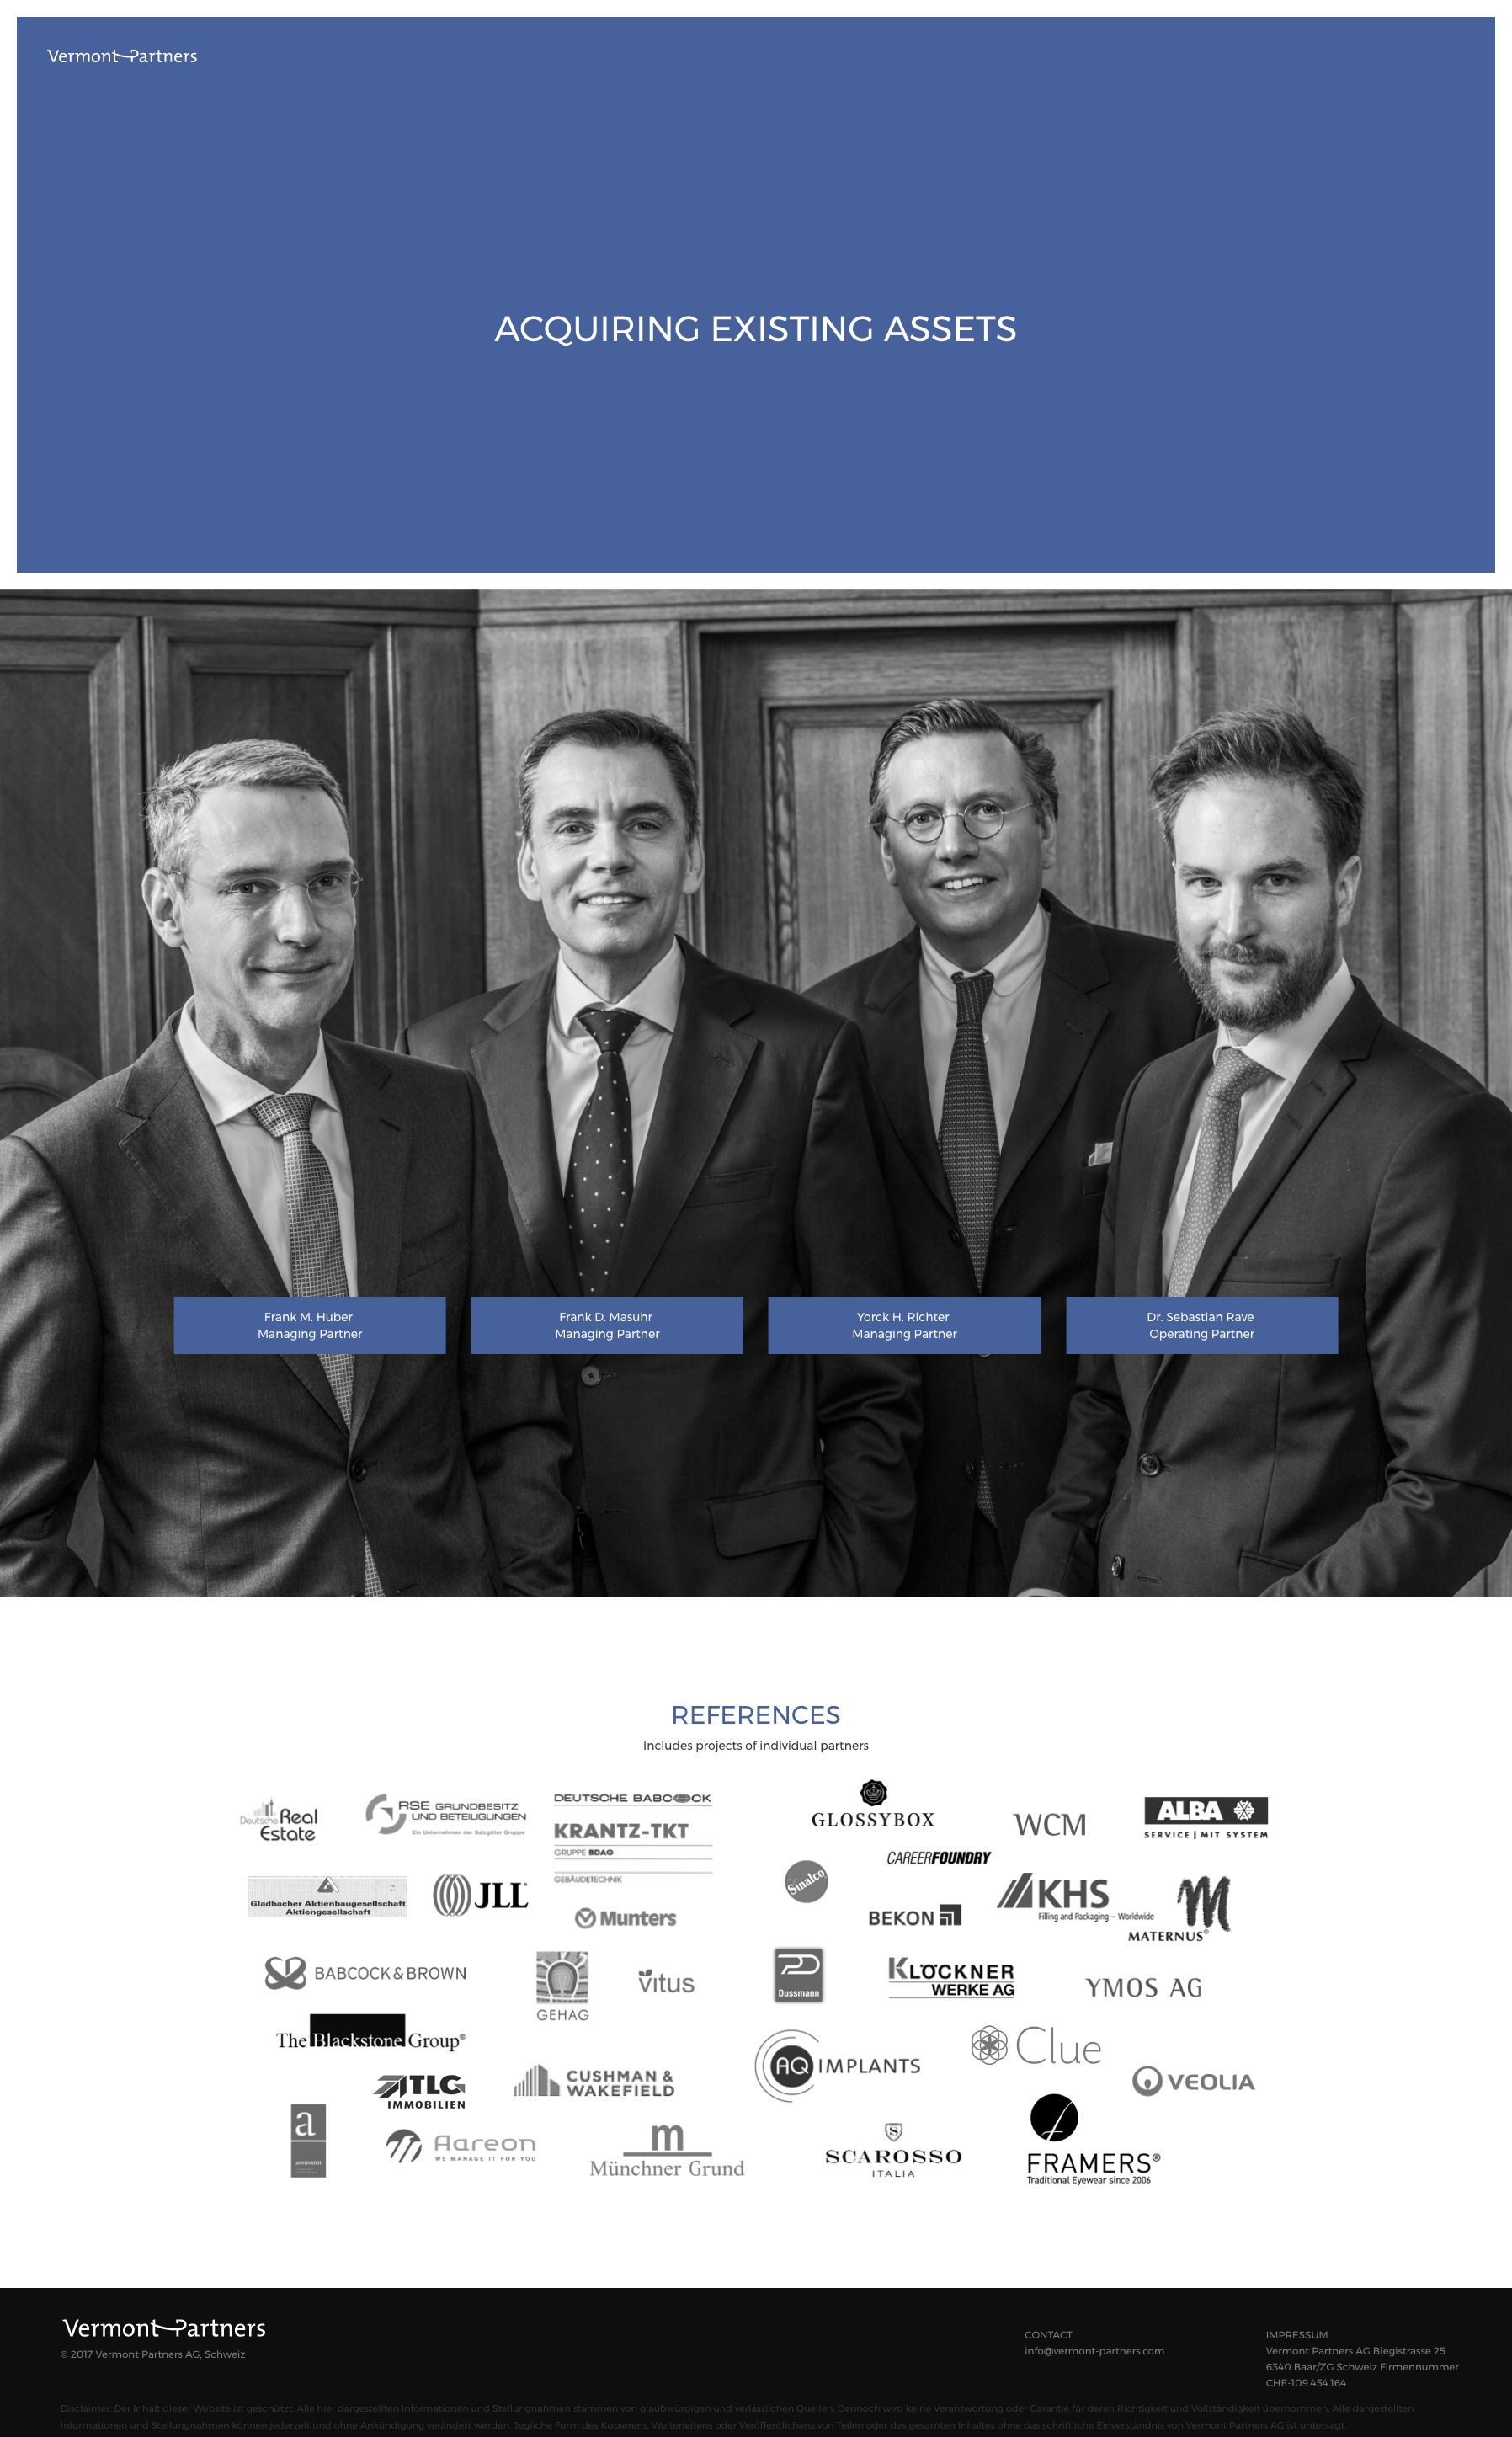 Vermont Partners
ACQUIRING EXISTING ASSETS
Frank M. Huber
Managing Partner
Frank D. Masuhr
Managing Partner
Yorck H. Richter
Managing Partner
Dr. Sebastian Rave
Operating Partner
REFERENCES
Includes projects of individual partners
Deutsche Real
Estate
RSE GRUNDBESITZ
UND BETEILIGUNGEN
Ein Unternehmen der Salzgitter Gruppe
DEUTSCHE BABCOCK
KRANTZ-TKT
GRUPPE BDAG
GEBÄUDETECHNIK
GLOSSYBOX
WCM
ALBA
SERVICE | MIT SYSTEM
Gladbacher Aktienbaugesellschaft
Aktiengesellschaft
JLL
Munters
Sinalco
CAREERFOUNDRY
BEKON
KHS
Filling and Packaging – Worldwide
MATERNUS®
BABCOCK & BROWN
GEHAG
vitus
Dussmann
KLÖCKNER
WERKE AG
YMOS AG
The Blackstone Group®
TLG
IMMOBILIEN
CUSHMAN &
WAKEFIELD
AQ IMPLANTS
Clue
VEOLIA
a
assmann
Aareon
WE MANAGE IT FOR YOU
m
Münchner Grund
S
SCAROSSO
ITALIA
FRAMERS®
Traditional Eyewear since 2006
Vermont Partners
© 2017 Vermont Partners AG, Schweiz
CONTACT
info@vermont-partners.com
IMPRESSUM
Vermont Partners AG Blegistrasse 25
6340 Baar/ZG Schweiz Firmennummer
CHE-109.454.164
Disclaimer: Der Inhalt dieser Website ist geschützt. Alle hier dargestellten Informationen und Stellungnahmen stammen von glaubwürdigen und verlässlichen Quellen. Dennoch wird keine Verantwortung oder Garantie für deren Richtigkeit und Vollständigkeit übernommen. Alle dargestellten
Informationen und Stellungnahmen können jederzeit und ohne Ankündigung verändert werden. Jegliche Form des Kopierens, Weiterleitens oder Veröffentlichens von Teilen oder des gesamten Inhaltes ohne das schriftliche Einverständnis von Vermont Partners AG ist untersagt.